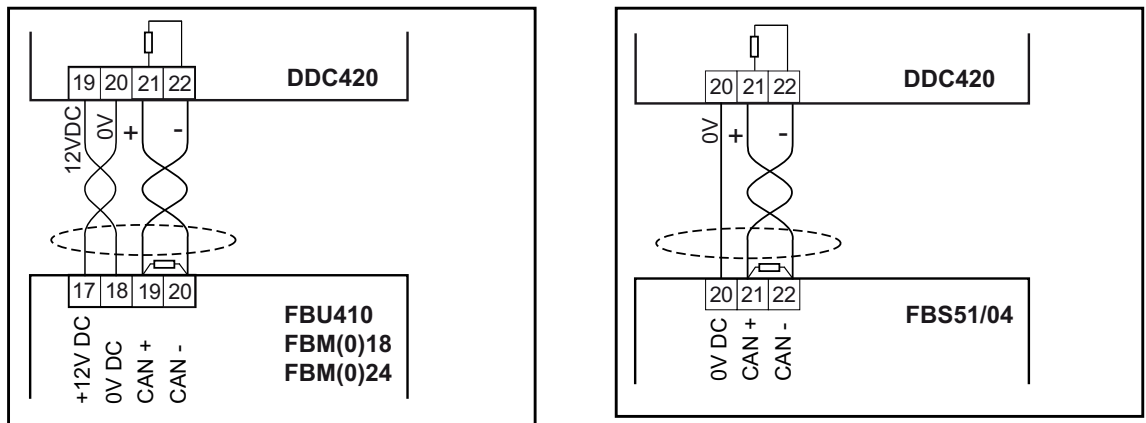 19 20 21 22
DDC420
12VDC
0V
+
-
17 18 19 20
+12V DC
0V DC
CAN +
CAN -
FBU410
FBM(0)18
FBM(0)24
20 21 22
DDC420
0V
+
-
20 21 22
0V DC
CAN +
CAN -
FBS51/04